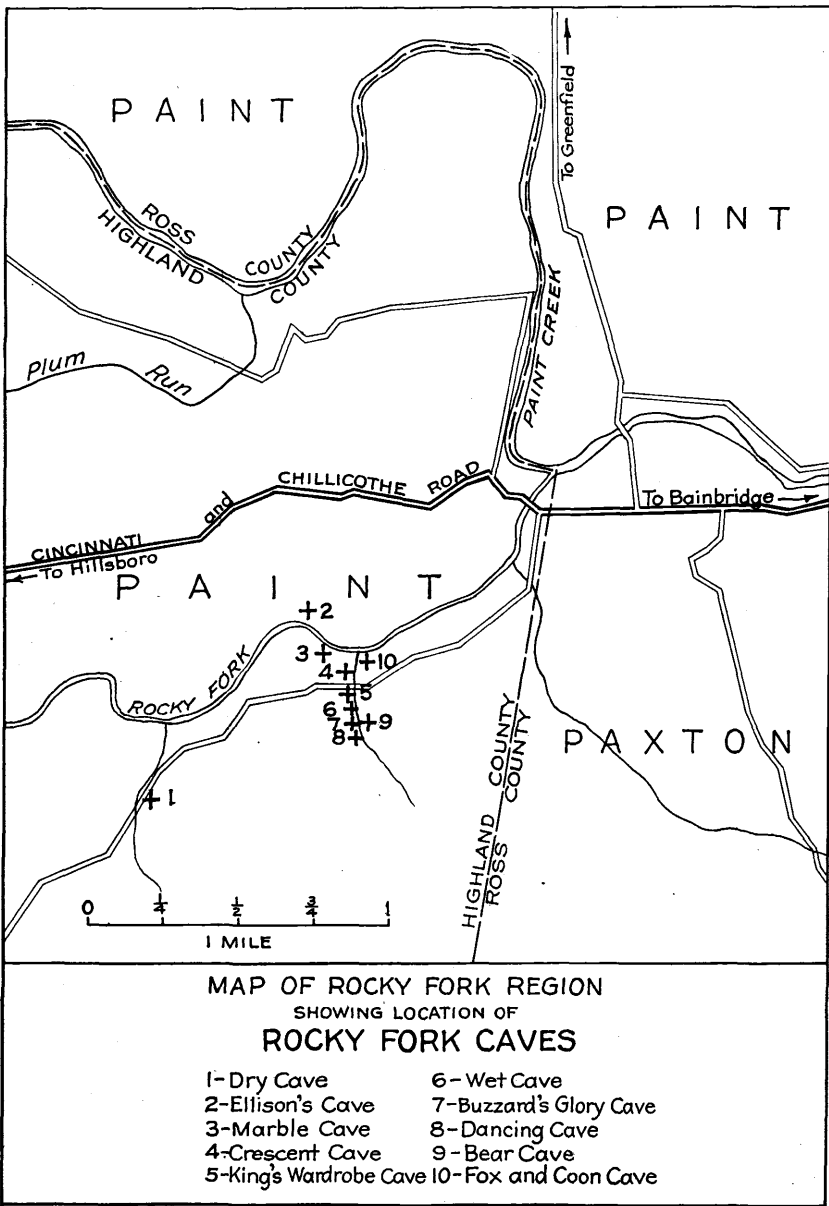 To Greenfield
PAINT
PAINT
ROSS COUNTY
HIGHLAND COUNTY
PAINT CREEK
Plum Run
CINCINNATI and CHILLICOTHE ROAD
To Bainbridge
To Hillsboro
PAINT
2
3
10
4
5
6
7
9
8
ROCKY FORK
1
PAXTON
HIGHLAND COUNTY
ROSS COUNTY
0 1/4 1/2 3/4 1
1 MILE
MAP OF ROCKY FORK REGION
SHOWING LOCATION OF
ROCKY FORK CAVES
1-Dry Cave
2-Ellison's Cave
3-Marble Cave
4-Crescent Cave
5-King's Wardrobe Cave
6-Wet Cave
7-Buzzard's Glory Cave
8-Dancing Cave
9-Bear Cave
10-Fox and Coon Cave